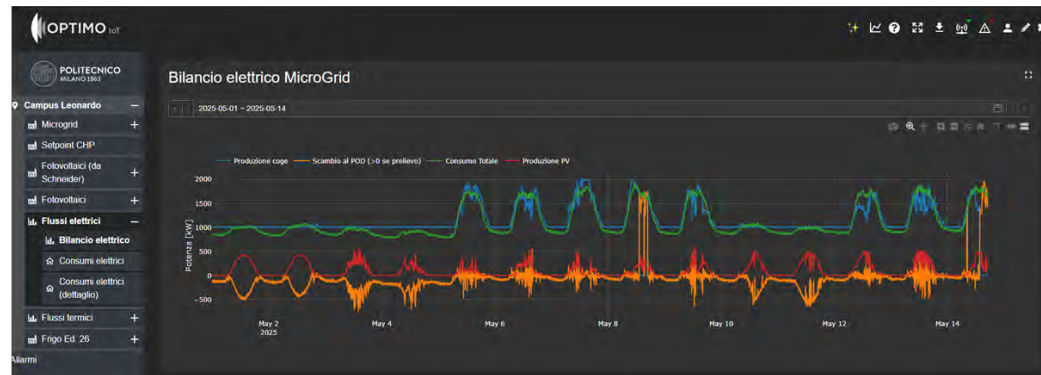 OPTIMO IoT
POLITECNICO
MILANO 1863
Campus Leonardo
Microgrid
Setpoint CHP
Fotovoltaici (da
Schneider)
Fotovoltaici
Flussi elettrici
Bilancio elettrico
Consumi elettrici
Consumi elettrici
(dettaglio)
Flussi termici
Frigo Ed. 26
Allarmi
Bilancio elettrico MicroGrid
2025-05-01 ~ 2025-05-14
Produzione coge
Scambio al POD (>0 se prelievo)
Consumo Totale
Produzione PV
Potenza [kW]
2000
1500
1000
500
0
−500
May 2
2025
May 4
May 6
May 8
May 10
May 12
May 14